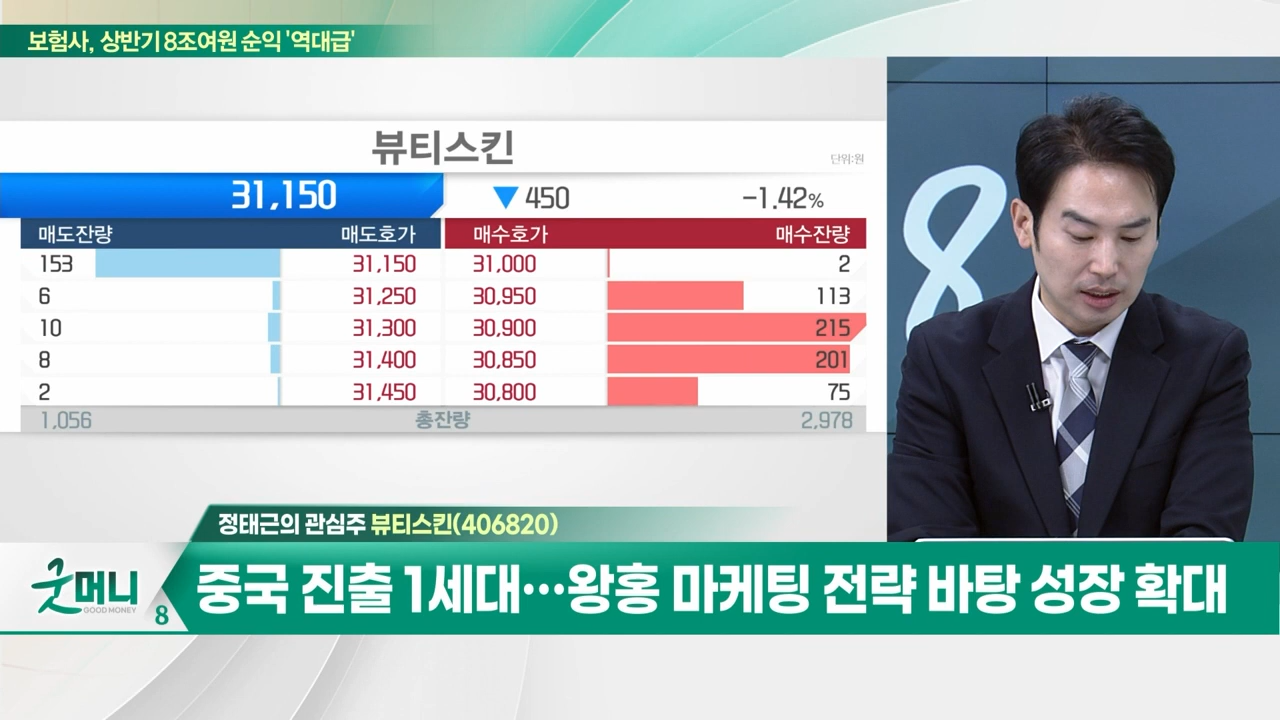 보험사, 상반기 8조여원 순익 '역대급'
뷰티스킨
단위:원
31,150 ▼ 450 -1.42%
매도잔량 매도호가 매수호가 매수잔량
153 31,150 31,000 2
6 31,250 30,950 113
10 31,300 30,900 215
8 31,400 30,850 201
2 31,450 30,800 75
1,056 총잔량 2,978
8
정태근의 관심주 뷰티스킨(406820)
굿머니
GOOD MONEY
8
중국 진출 1세대…왕홍 마케팅 전략 바탕 성장 확대